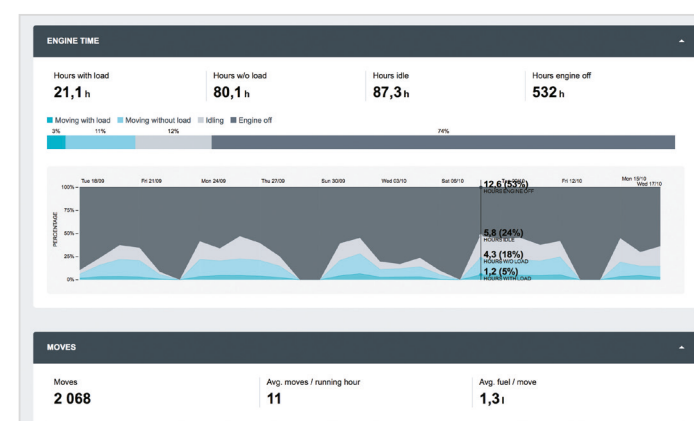 ENGINE TIME
Hours with load
Hours w/o load
Hours idle
Hours engine off
21,1 h
80,1 h
87,3 h
532 h
Moving with load
Moving without load
Idling
Engine off
3%
11%
12%
74%
Tue 18/09
Fri 21/09
Mon 24/09
Thu 27/09
Sun 30/09
Wed 03/10
Sat 06/10
Fri 12/10
Mon 15/10
Wed 17/10
PERCENTAGE
100%
75%
50%
25%
0%
12,6 (53%)
HOURS ENGINE OFF
5,8 (24%)
HOURS IDLE
4,3 (18%)
HOURS W/O LOAD
1,2 (5%)
HOURS WITH LOAD
MOVES
Moves
Avg. moves / running hour
Avg. fuel / move
2 068
11
1,3 l